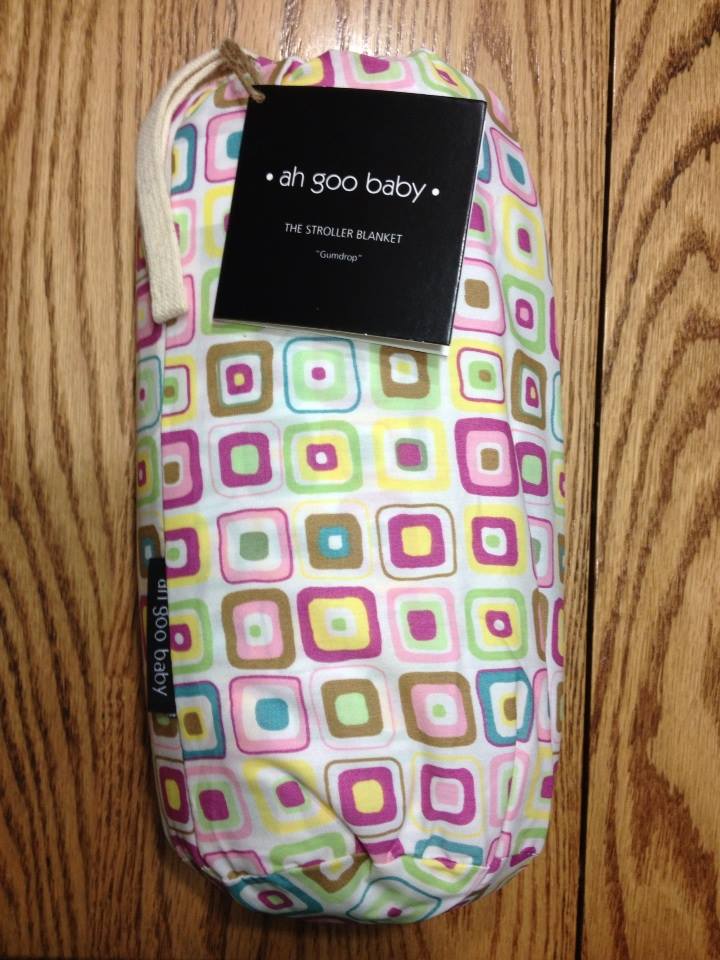 • ah goo baby •
THE STROLLER BLANKET
"Gumdrop"
ah goo baby